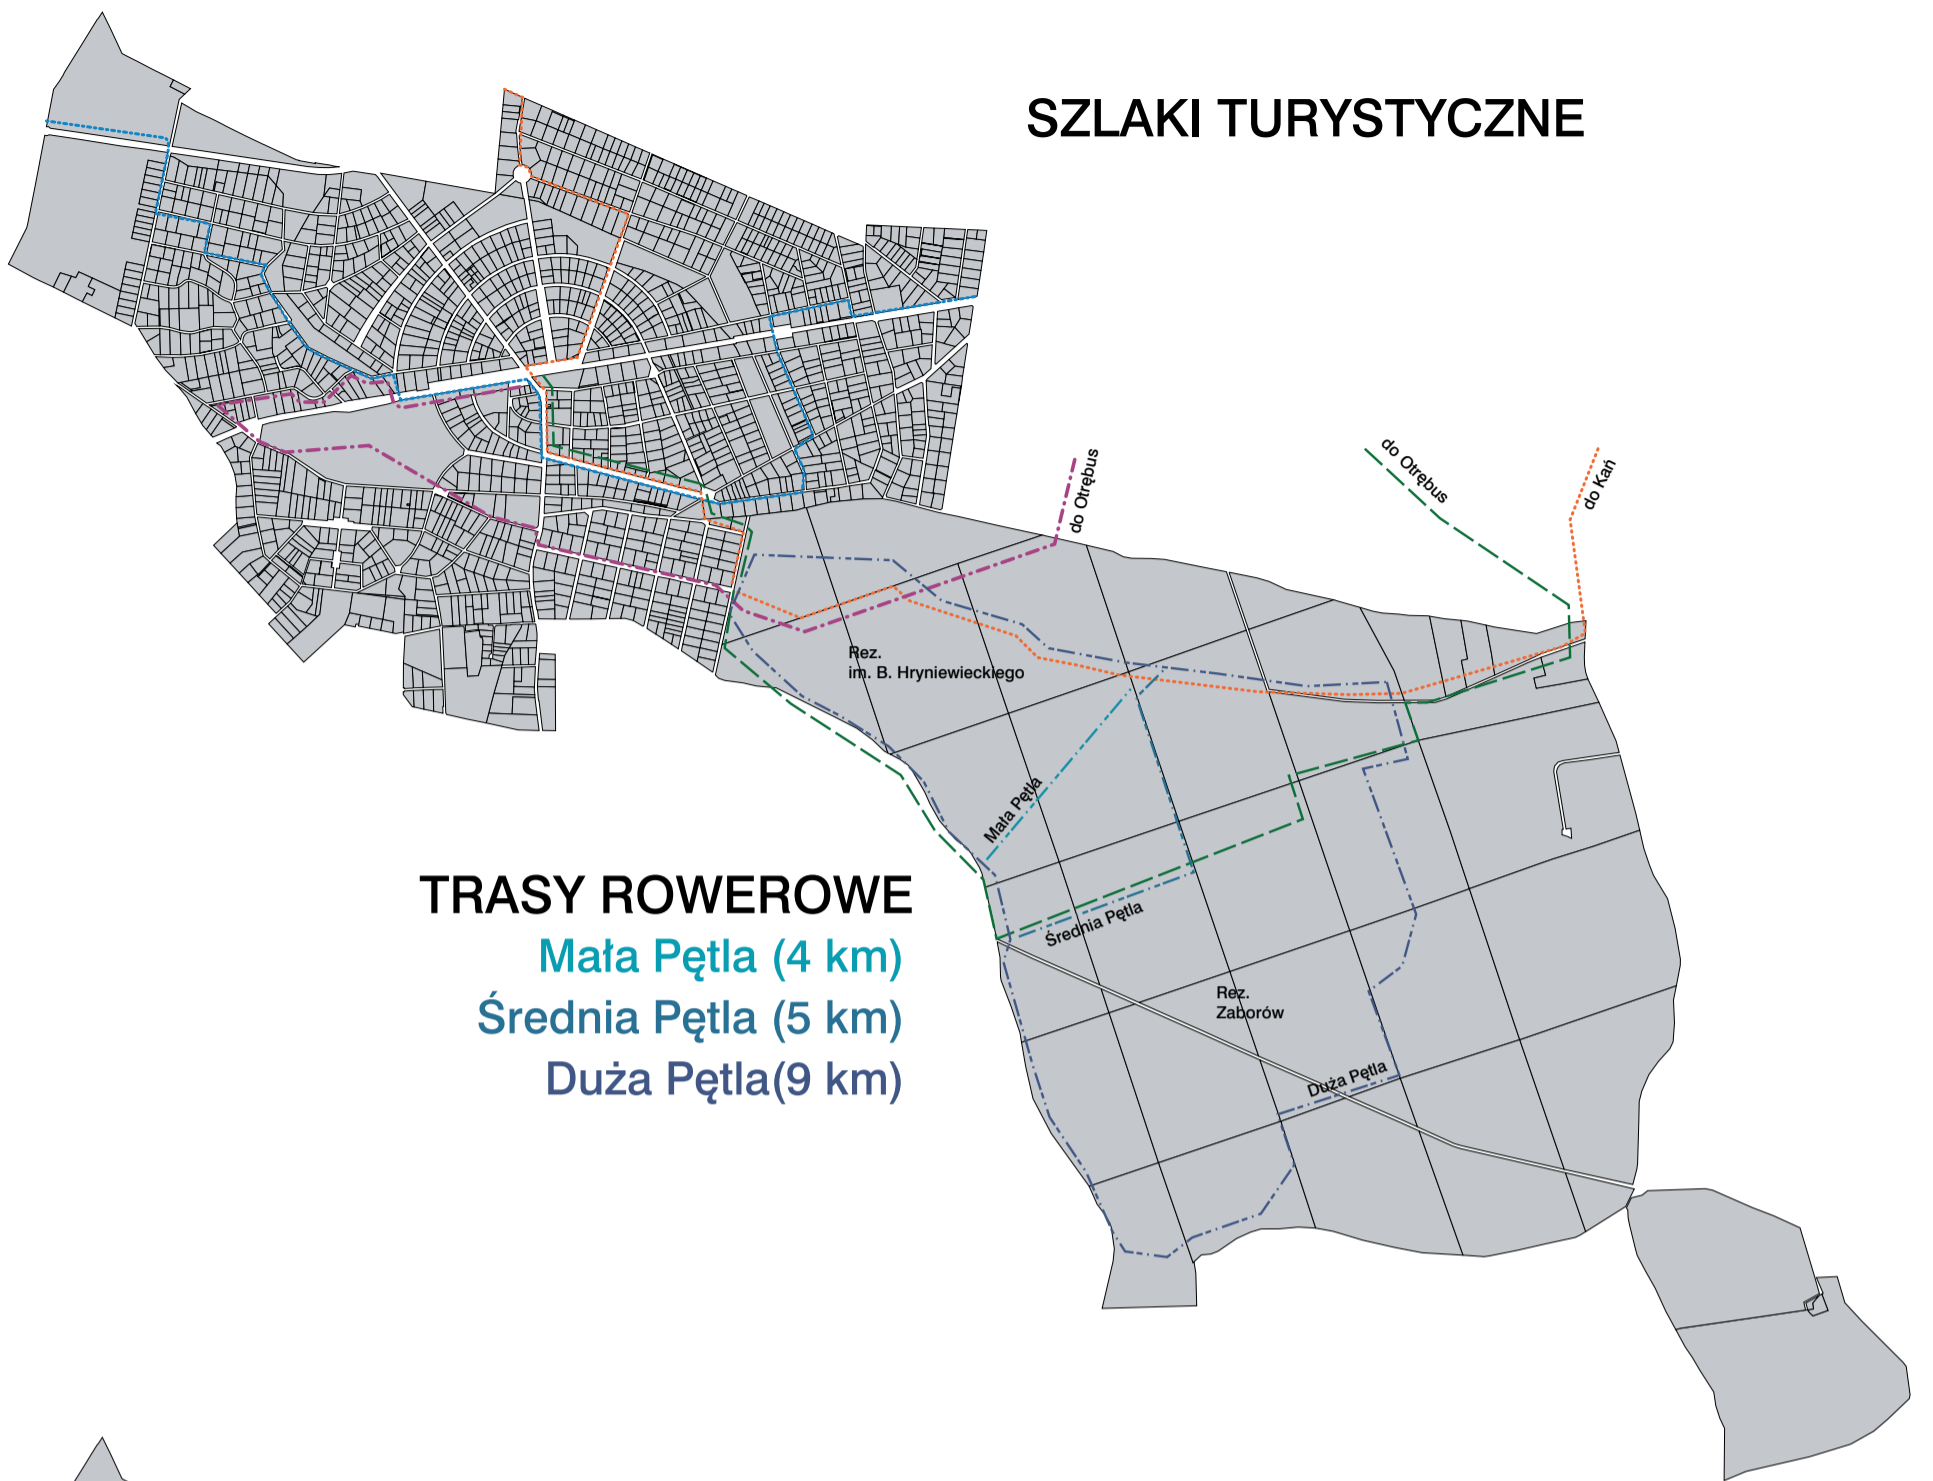 SZLAKI TURYSTYCZNE
do Otrębus
do Otrębus
do Kań
Rez.
im. B. Hryniewieckiego
Mała Pętla
Średnia Pętla
Rez.
Zaborów
Duża Pętla
TRASY ROWEROWE
Mała Pętla (4 km)
Średnia Pętla (5 km)
Duża Pętla(9 km)